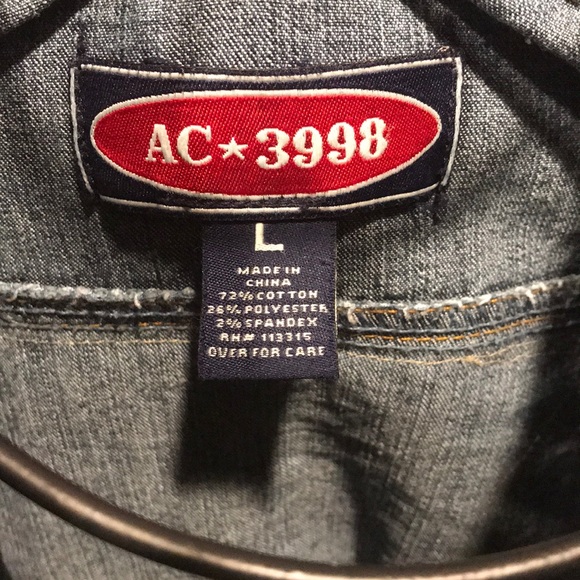 AC★3998
L
MADE IN
CHINA
72% COTTON
26% POLYESTER
2% SPANDEX
RN# 113315
OVER FOR CARE